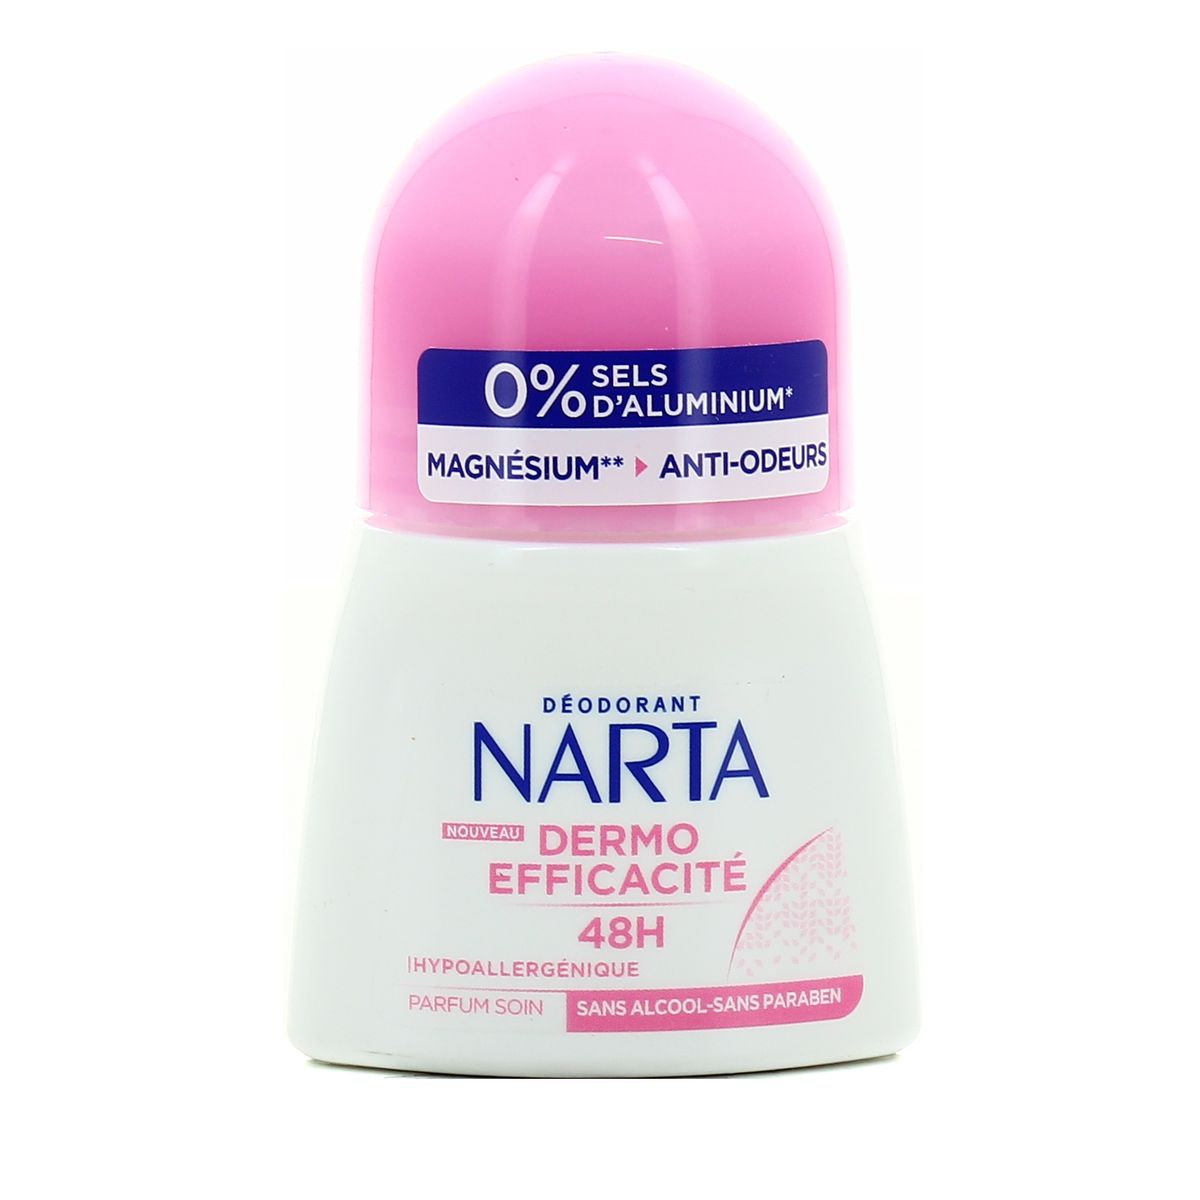 0% SELS
D'ALUMINIUM*
MAGNÉSIUM** ANTI-ODEURS
DÉODORANT
NARTA
NOUVEAU DERMO
EFFICACITÉ
48H
HYPOALLERGÉNIQUE
PARFUM SOIN SANS ALCOOL-SANS PARABEN